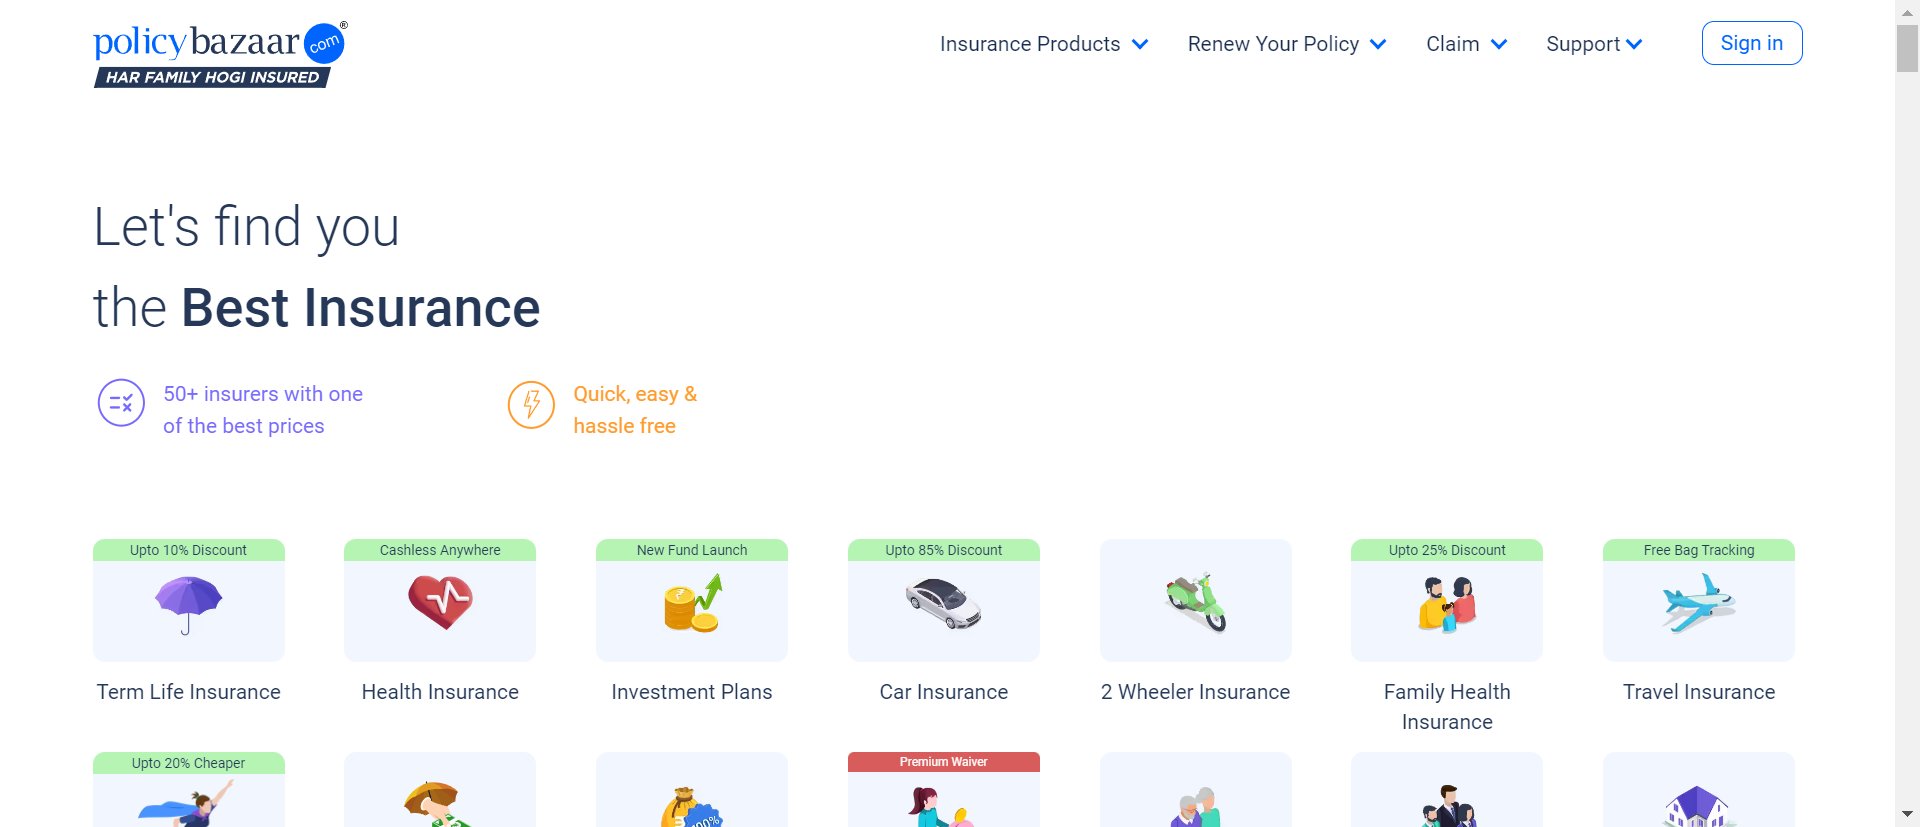 policybazaar com ®
HAR FAMILY HOGI INSURED
Insurance Products
Renew Your Policy
Claim
Support
Sign in
Let's find you
the Best Insurance
50+ insurers with one
of the best prices
Quick, easy &
hassle free
Upto 10% Discount
Cashless Anywhere
New Fund Launch
Upto 85% Discount
Upto 25% Discount
Free Bag Tracking
Term Life Insurance
Health Insurance
Investment Plans
Car Insurance
2 Wheeler Insurance
Family Health
Insurance
Travel Insurance
Upto 20% Cheaper
Premium Waiver
100%